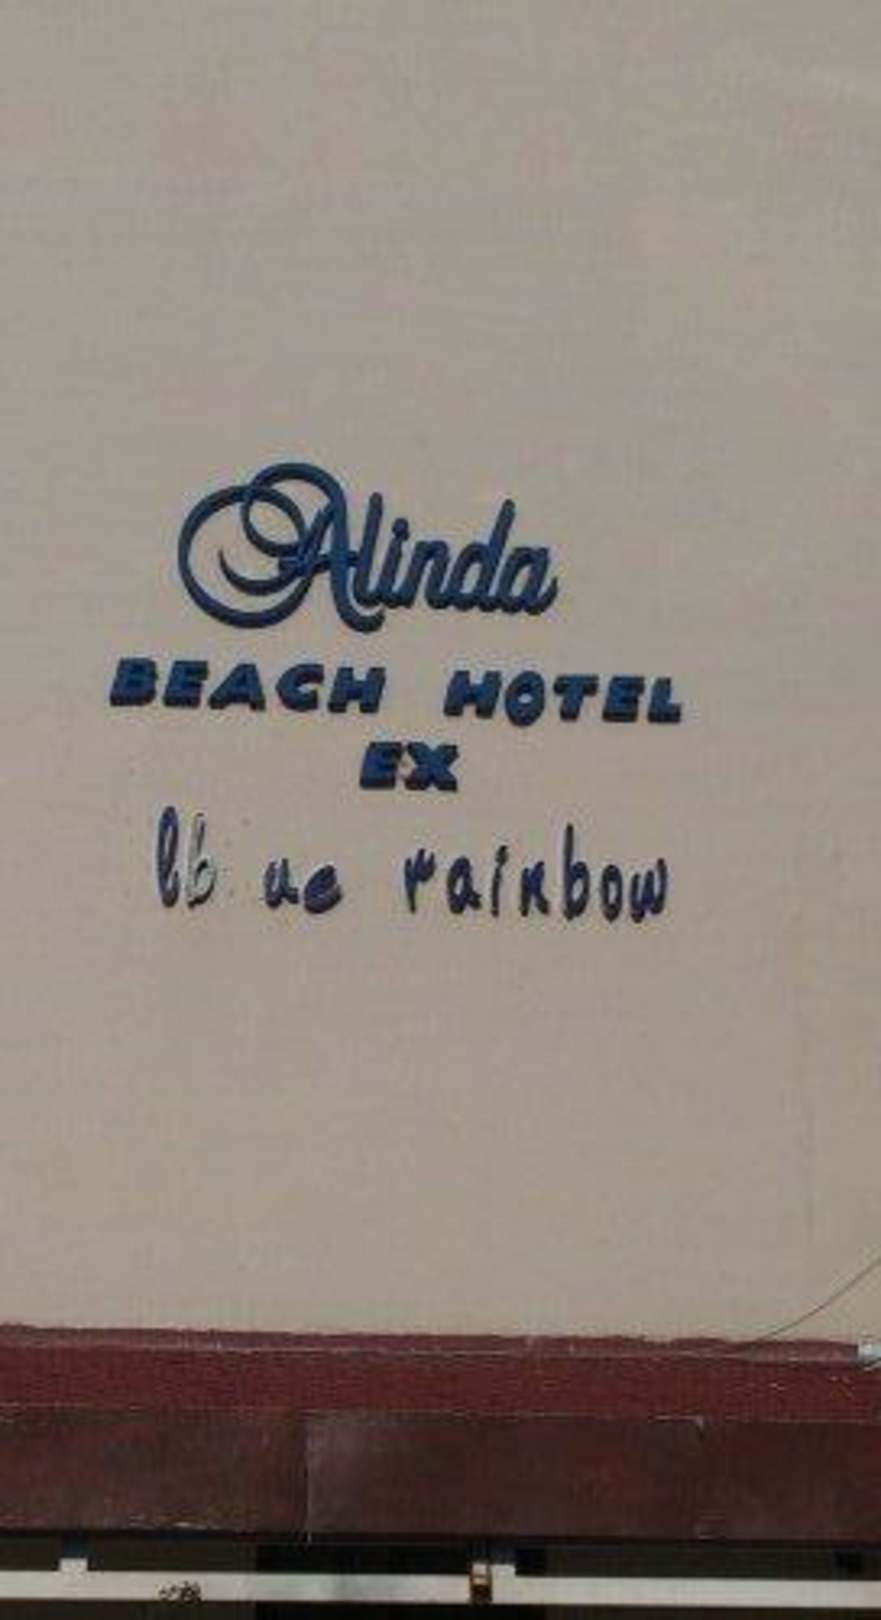 Alinda
BEACH HOTEL
EX
lb ue rainbow